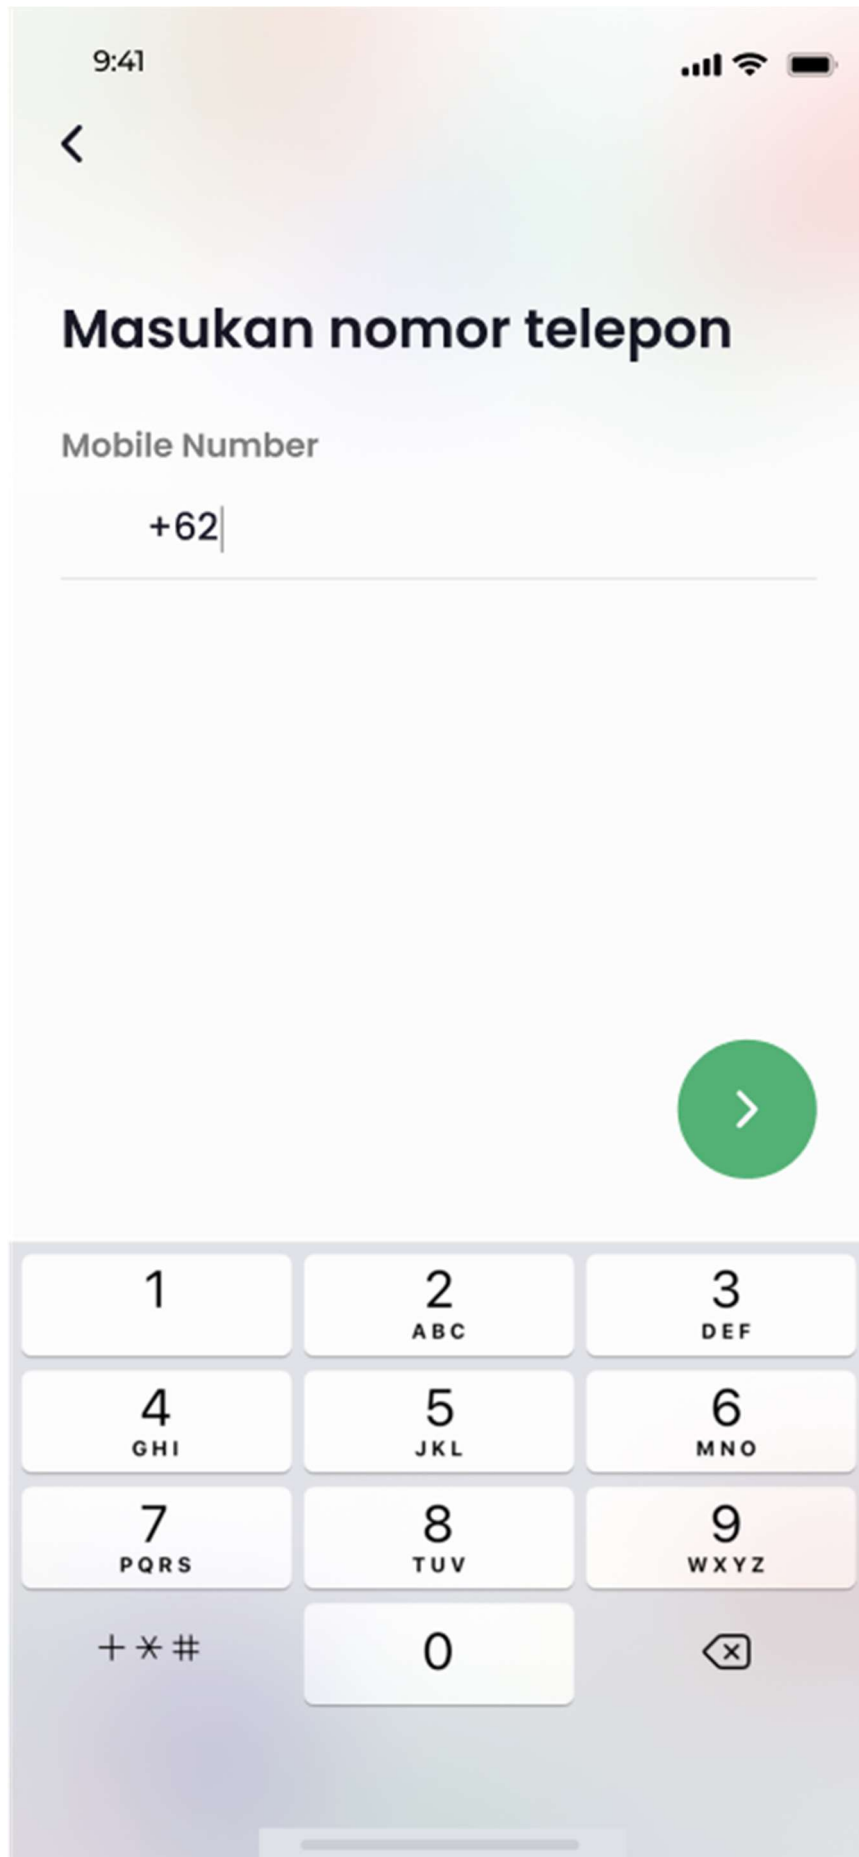 9:41
Masukan nomor telepon
Mobile Number
+62
1 2 3
ABC DEF
4 5 6
GHI JKL MNO
7 8 9
PQRS TUV WXYZ
+*# 0